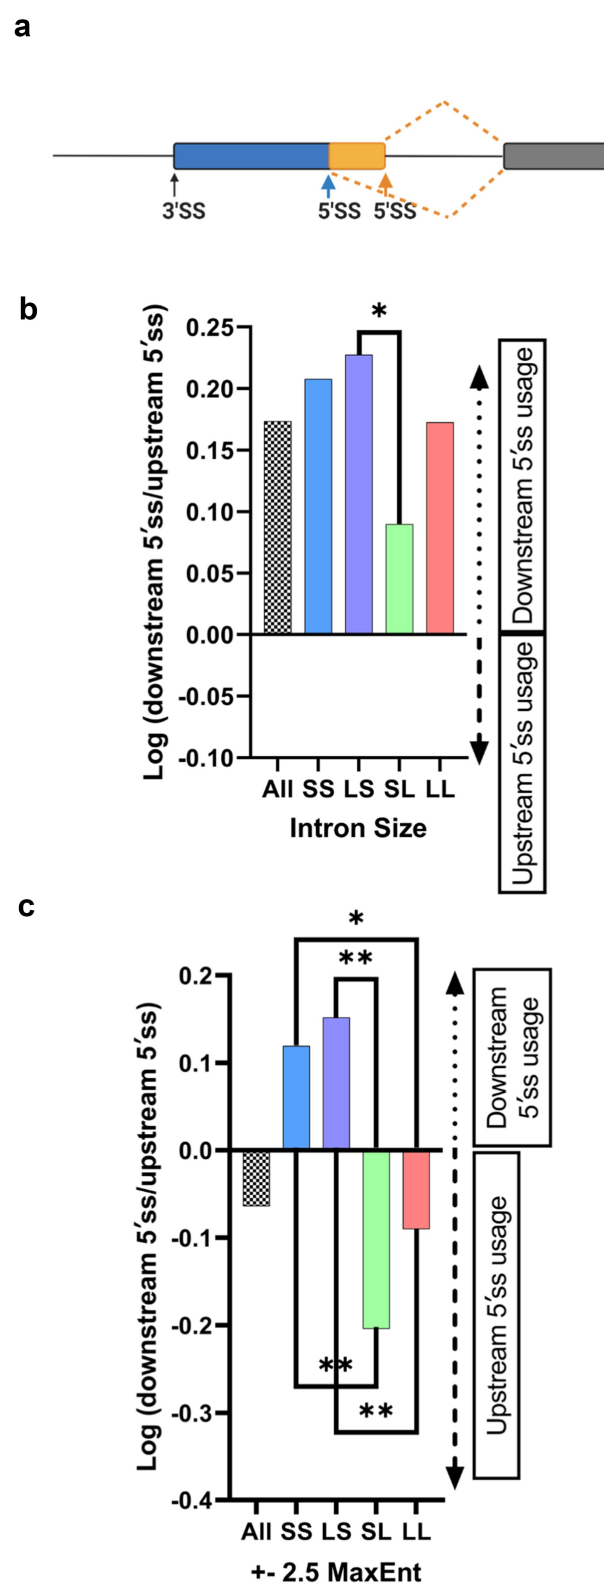 a
3'SS 5'SS 5'SS
b
Log (downstream 5′ss/upstream 5′ss)
0.25
0.20
0.15
0.10
0.05
0.00
-0.05
-0.10
*
All SS LS SL LL
Intron Size
Downstream 5′ss usage
Upstream 5′ss usage
c
Log (downstream 5′ss/upstream 5′ss)
0.2
0.1
0.0
-0.1
-0.2
-0.3
-0.4
*
**
**
**
All SS LS SL LL
+- 2.5 MaxEnt
Downstream
5′ss usage
Upstream 5′ss usage